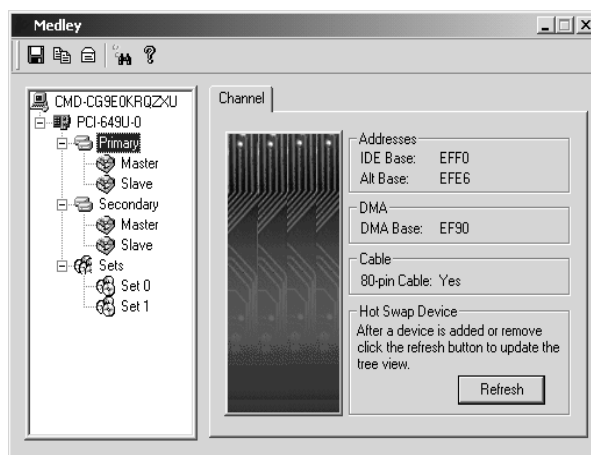 Medley
CMD-CG9E0KRQZXU
PCI-649U-0
Primary
Master
Slave
Secondary
Master
Slave
Sets
Set 0
Set 1
Channel
Addresses
IDE Base: EFF0
Alt Base: EFE6
DMA
DMA Base: EF90
Cable
80-pin Cable: Yes
Hot Swap Device
After a device is added or remove
click the refresh button to update the
tree view.
Refresh